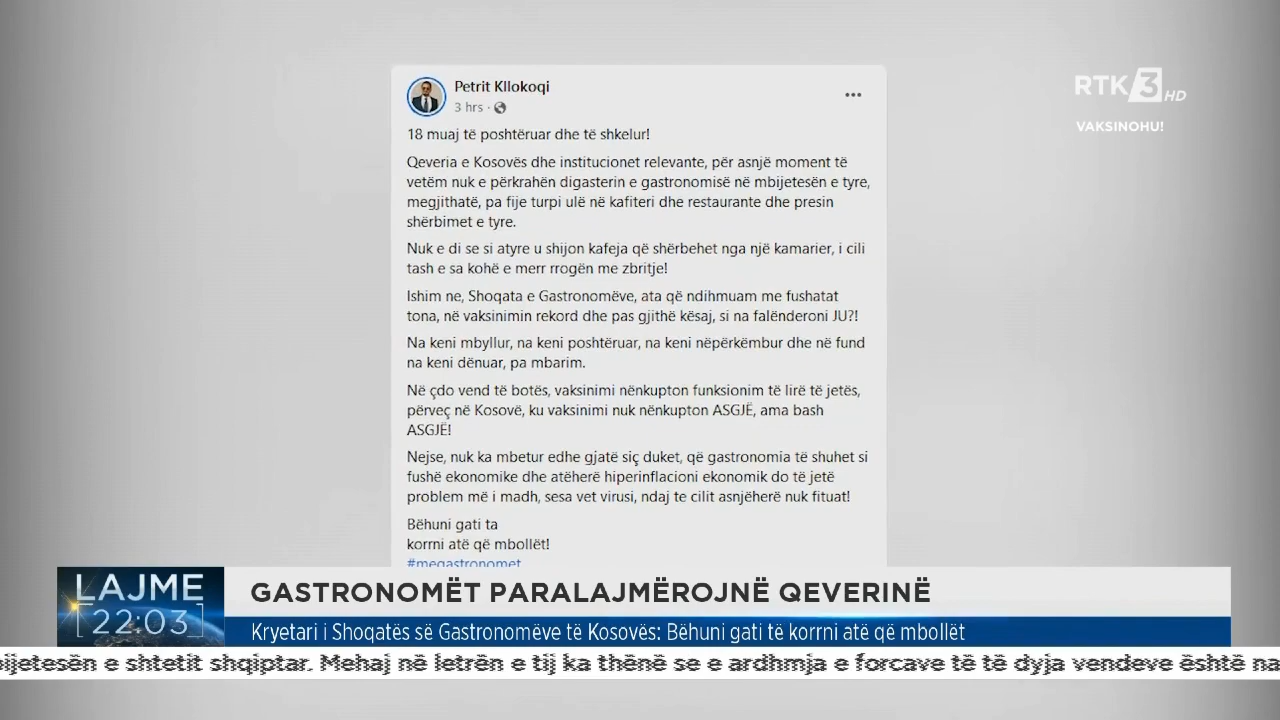 Petrit Kllokoqi
3 hrs ·
18 muaj të poshtëruar dhe të shkelur!
Qeveria e Kosovës dhe institucionet relevante, për asnjë moment të
vetëm nuk e përkrahën digasterin e gastronomisë në mbijetesën e tyre,
megjithatë, pa fije turpi ulë në kafiteri dhe restaurante dhe presin
shërbimet e tyre.
Nuk e di se si atyre u shijon kafeja që shërbehet nga një kamarier, i cili
tash e sa kohë e merr rrogën me zbritje!
Ishim ne, Shoqata e Gastronomëve, ata që ndihmuam me fushatat
tona, në vaksinimin rekord dhe pas gjithë kësaj, si na falënderoni JU?!
Na keni mbyllur, na keni poshtëruar, na keni nëpërkëmbur dhe në fund
na keni dënuar, pa mbarim.
Në çdo vend të botës, vaksinimi nënkupton funksionim të lirë të jetës,
përveç në Kosovë, ku vaksinimi nuk nënkupton ASGJË, ama bash
ASGJË!
Nejse, nuk ka mbetur edhe gjatë siç duket, që gastronomia të shuhet si
fushë ekonomike dhe atëherë hiperinflacioni ekonomik do të jetë
problem më i madh, sesa vet virusi, ndaj te cilit asnjëherë nuk fituat!
Bëhuni gati ta
korrni atë që mbollët!
#megastronomet
RTK 3 HD
VAKSINOHU!
LAJME
22:03
GASTRONOMËT PARALAJMËROJNË QEVERINË
Kryetari i Shoqatës së Gastronomëve të Kosovës: Bëhuni gati të korrni atë që mbollët
bijetesën e shtetit shqiptar. Mehaj në letrën e tij ka thënë se e ardhmja e forcave të të dyja vendeve është na